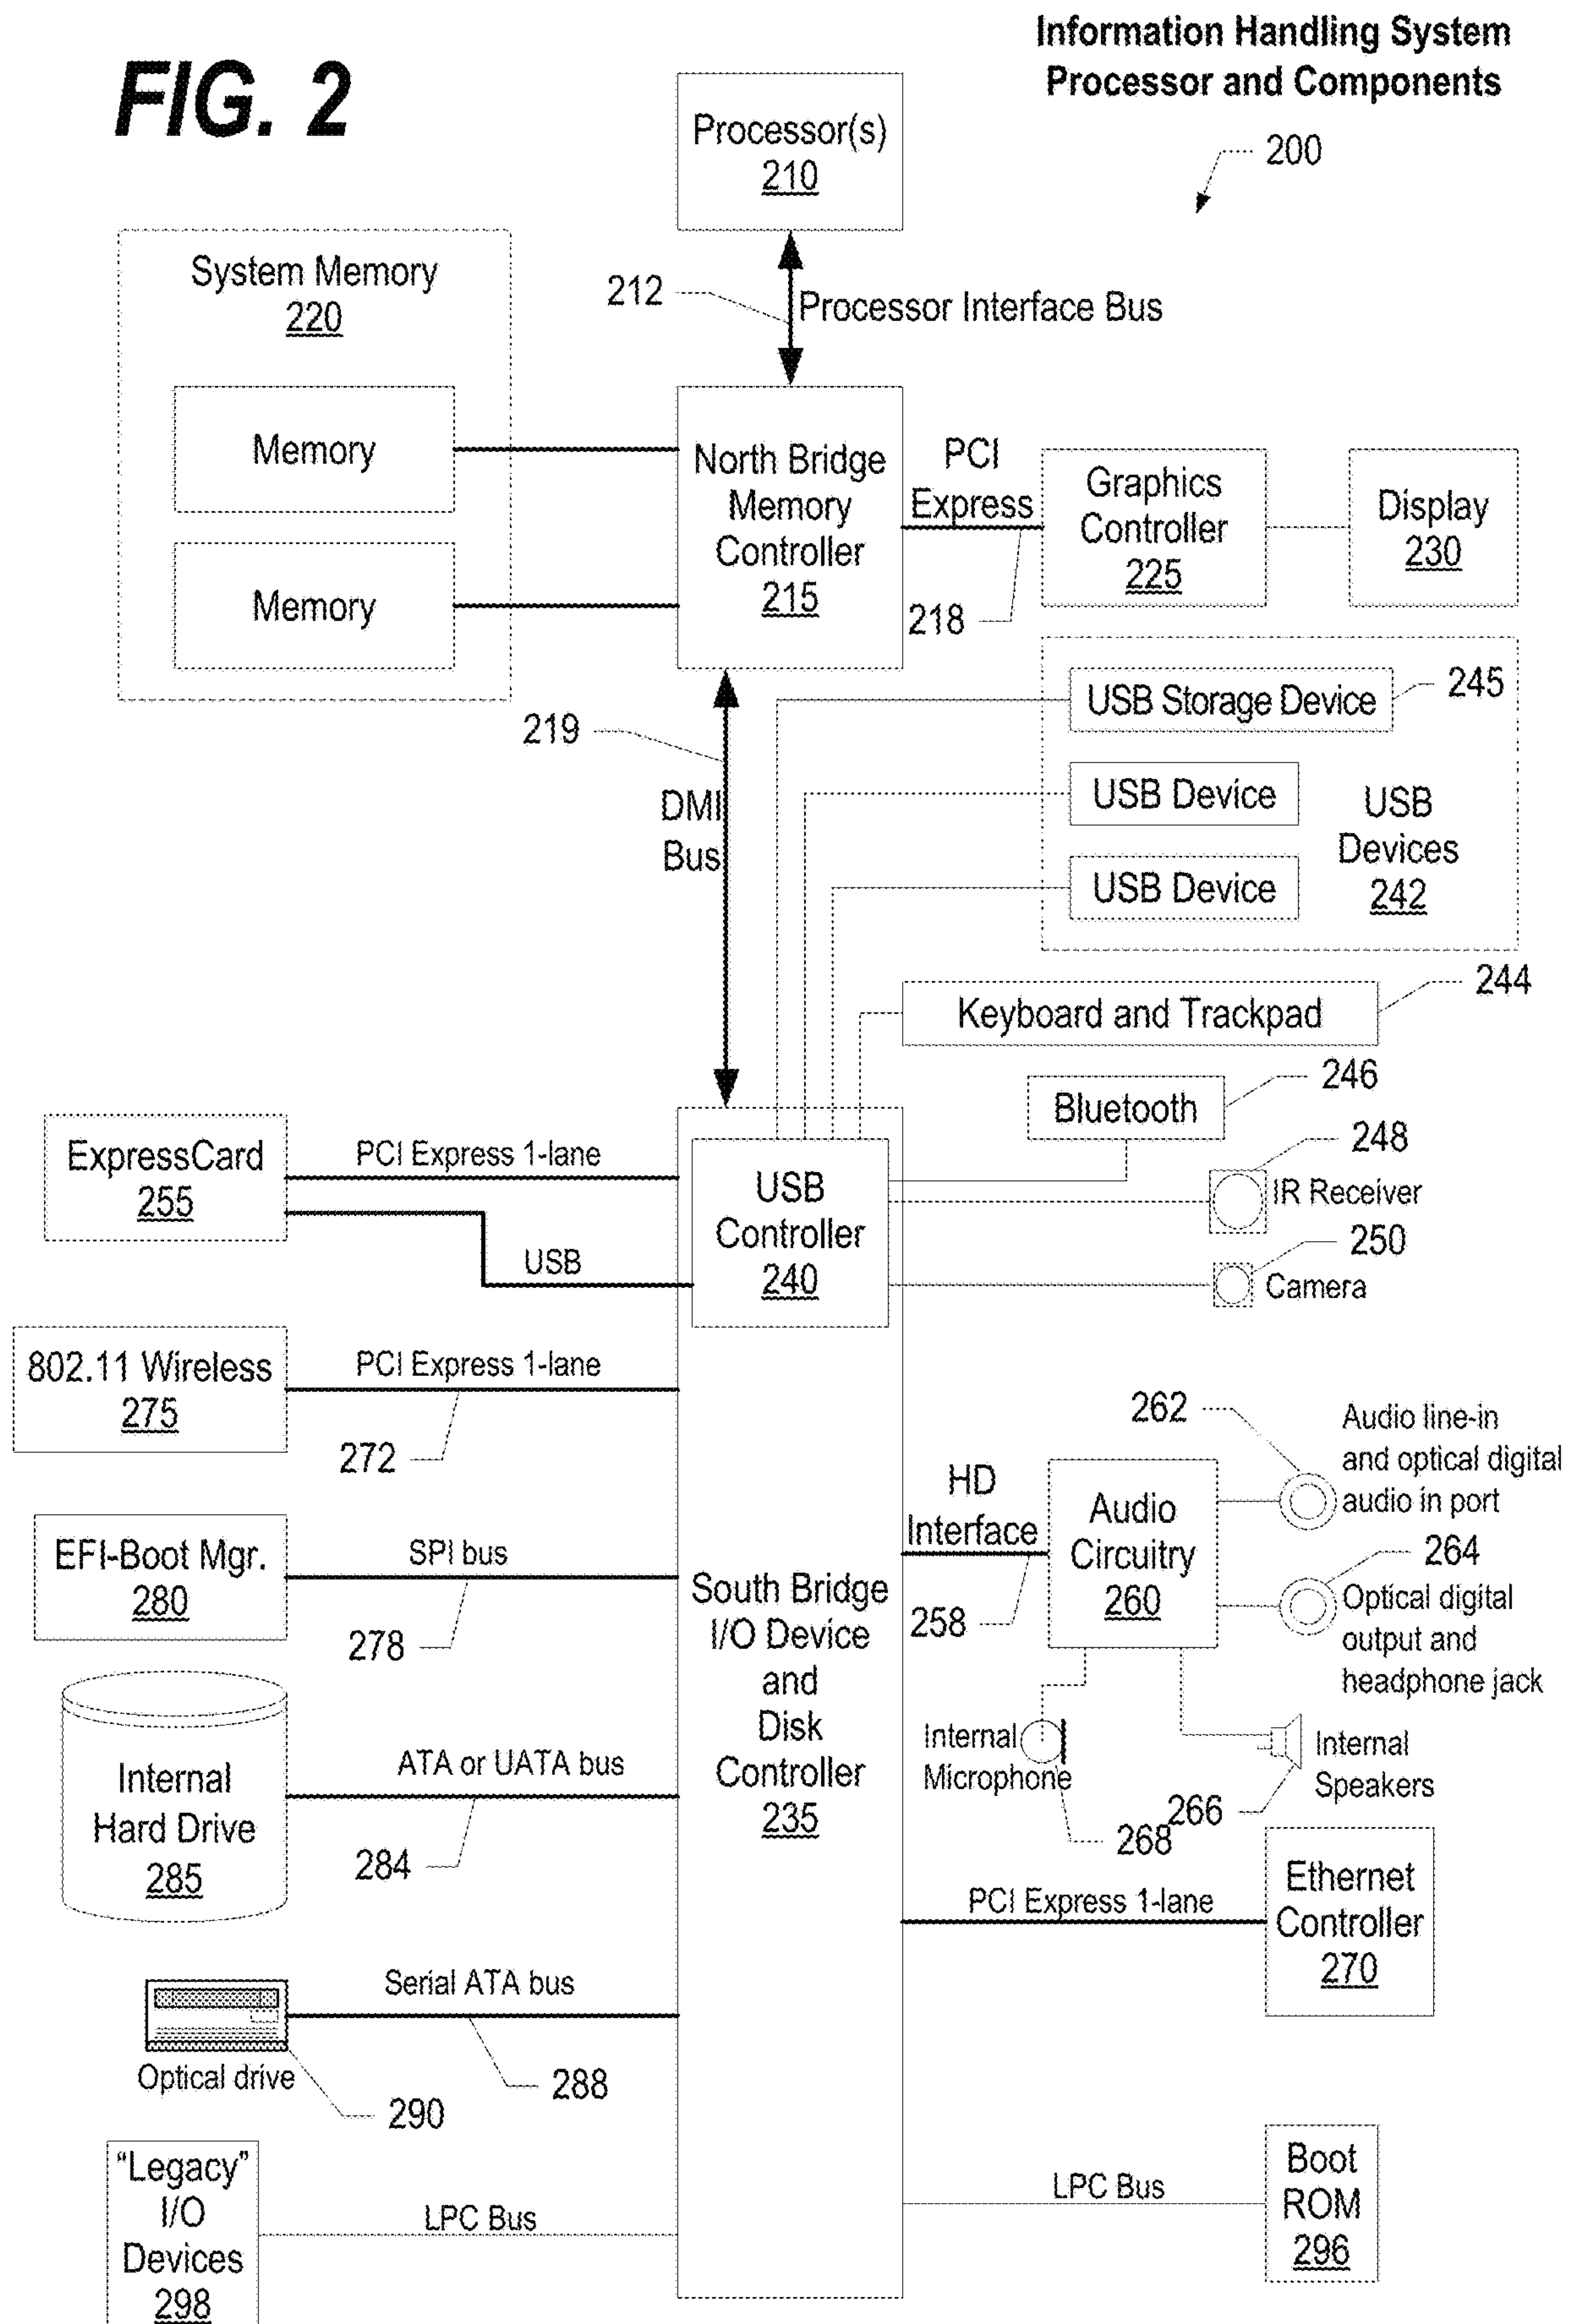 Information Handling System
Processor and Components
FIG. 2
200
Processor(s)
210
212
Processor Interface Bus
System Memory
220
Memory
Memory
North Bridge
Memory
Controller
215
PCI
Express
218
Graphics
Controller
225
Display
230
219
DMI
Bus
USB Storage Device
245
USB Device
USB Device
USB
Devices
242
Keyboard and Trackpad
244
Bluetooth
246
248
IR Receiver
250
Camera
USB
Controller
240
ExpressCard
255
PCI Express 1-lane
USB
802.11 Wireless
275
PCI Express 1-lane
272
EFI-Boot Mgr.
280
SPI bus
278
Internal
Hard Drive
285
ATA or UATA bus
284
South Bridge
I/O Device
and
Disk
Controller
235
HD
Interface
258
Audio
Circuitry
260
262
Audio line-in
and optical digital
audio in port
264
Optical digital
output and
headphone jack
Internal
Microphone
268
266
Internal
Speakers
PCI Express 1-lane
Ethernet
Controller
270
Optical drive
290
Serial ATA bus
288
"Legacy"
I/O
Devices
298
LPC Bus
LPC Bus
Boot
ROM
296